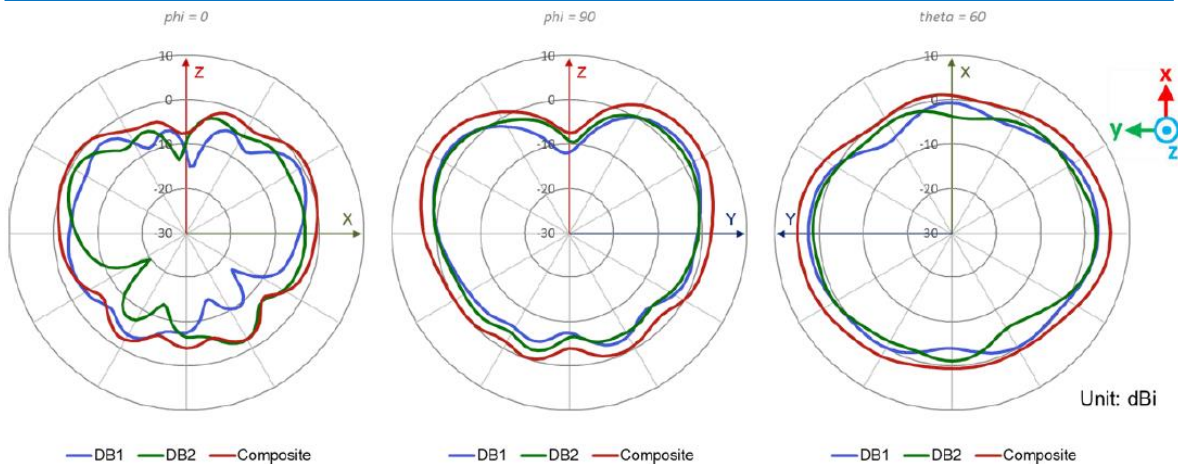 phi = 0
phi = 90
theta = 60
10
Z
0
-10
-20
-30
X
10
Z
0
-10
-20
-30
Y
10
X
0
-10
-20
-30
Y
x
y
z
Unit: dBi
DB1 DB2 Composite
DB1 DB2 Composite
DB1 DB2 Composite